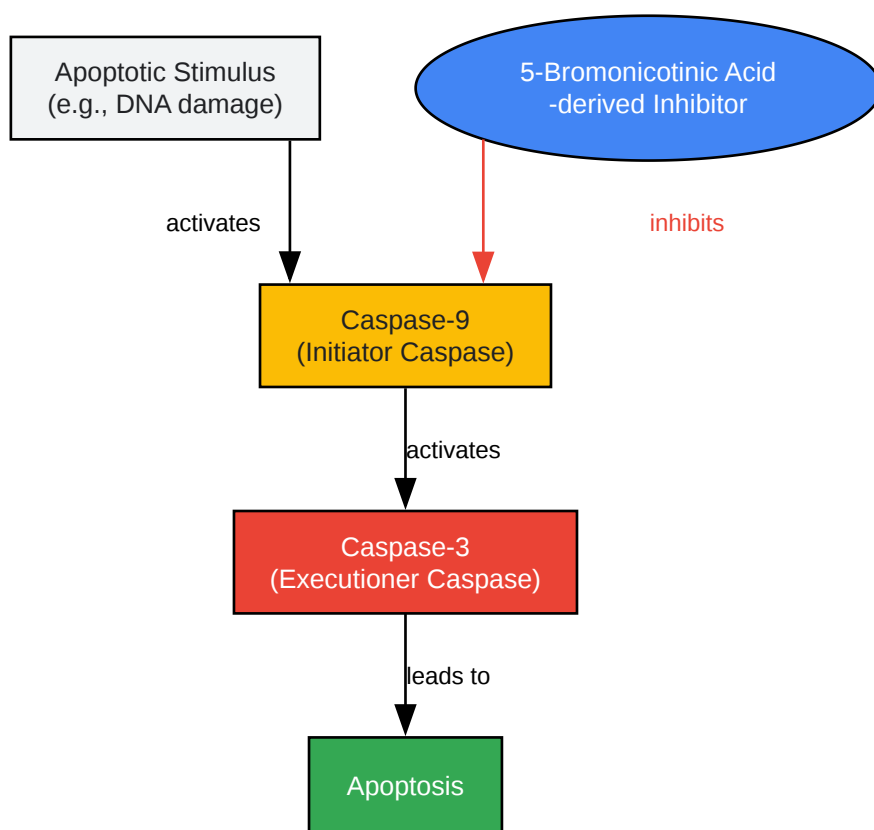 Apoptotic Stimulus
(e.g., DNA damage)
5-Bromonicotinic Acid
-derived Inhibitor
activates
inhibits
Caspase-9
(Initiator Caspase)
activates
Caspase-3
(Executioner Caspase)
leads to
Apoptosis